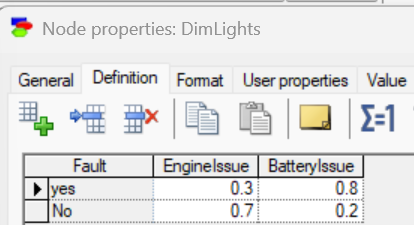 Node properties: DimLights
General Definition Format User properties Value
Σ=1
Fault EngineIssue BatteryIssue
yes 0.3 0.8
No 0.7 0.2